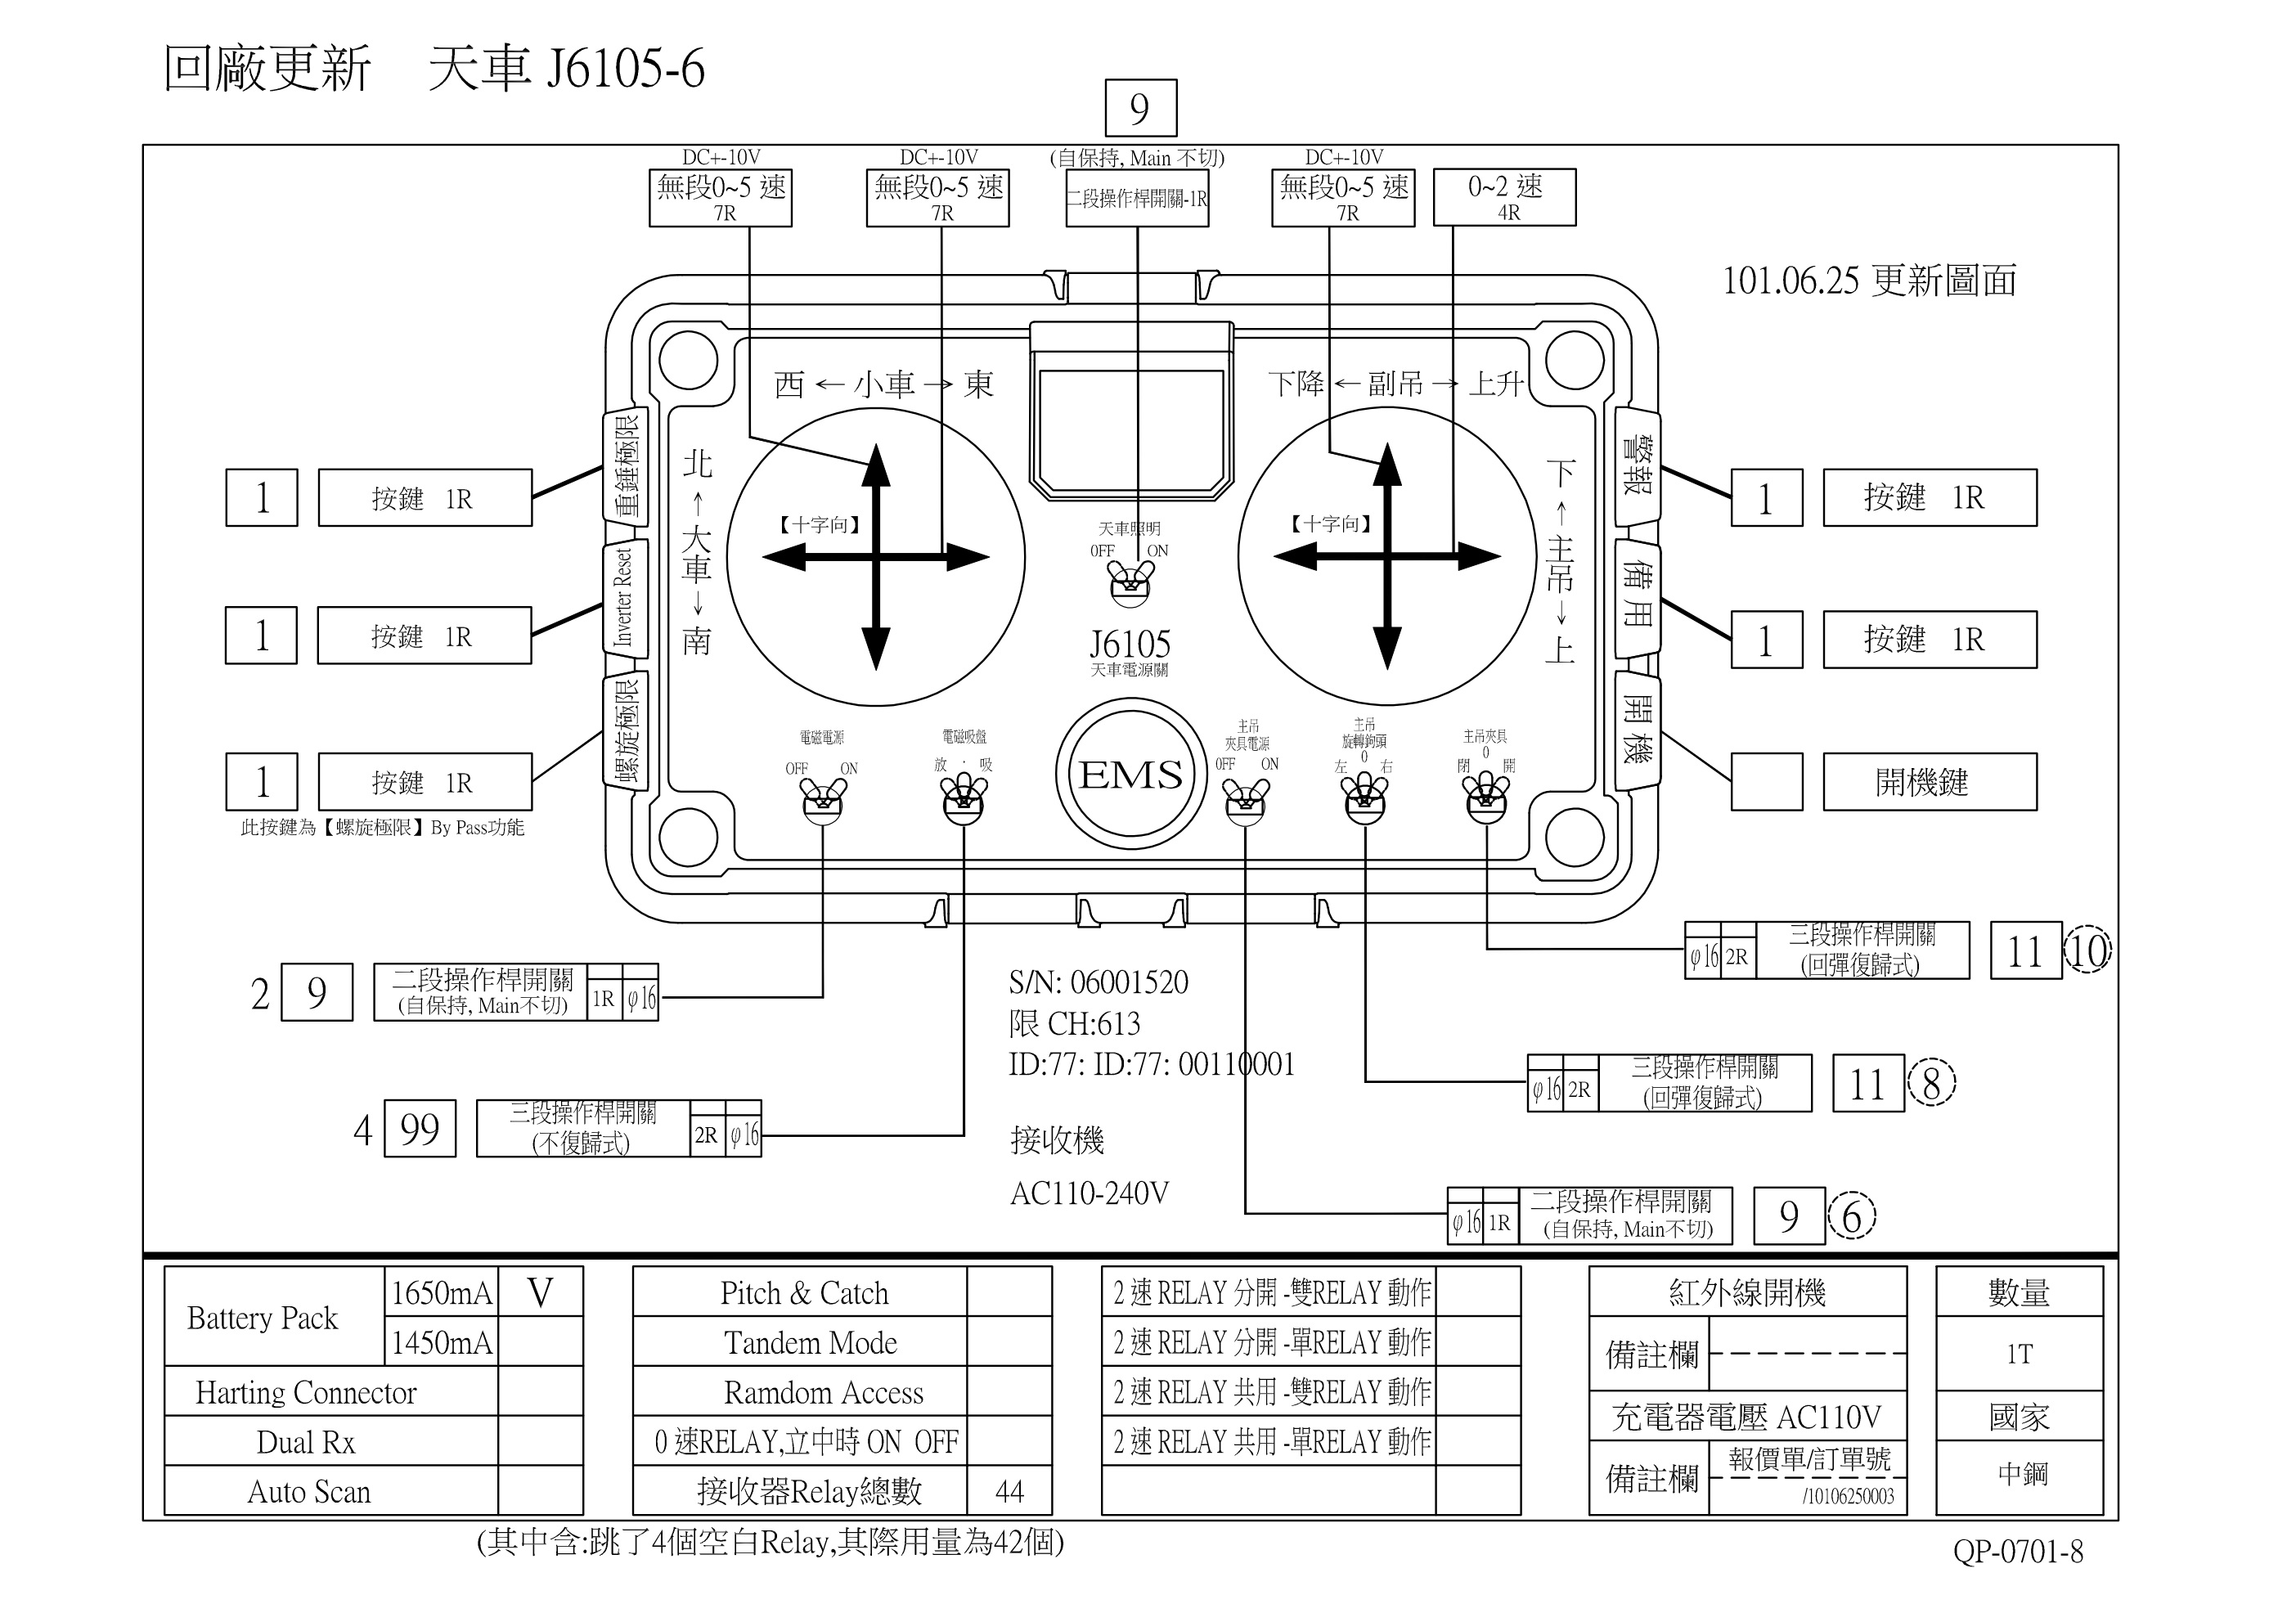 回廠更新 天車 J6105-6
9
DC+-10V
無段0~5 速
7R
DC+-10V
無段0~5 速
7R
(自保持, Main 不切)
二段操作桿開關-1R
DC+-10V
無段0~5 速
7R
0~2 速
4R
101.06.25 更新圖面
西 ← 小車 → 東
下降 ← 副吊 → 上升
北 ↑ 大車 ↓ 南
下 ↑ 主吊 ↓ 上
【十字向】
【十字向】
天車照明
OFF ON
J6105
天車電源關
EMS
重錘極限
Inverter Reset
螺旋極限
警報
備用
開機
1 按鍵 1R
1 按鍵 1R
1 按鍵 1R
此按鍵為【螺旋極限】By Pass功能
1 按鍵 1R
1 按鍵 1R
開機鍵
電磁電源
OFF ON
電磁吸盤
放 · 吸
主吊
夾具電源
OFF ON
主吊
旋轉鉤頭
0
左 右
主吊夾具
0
閉 開
2 9 二段操作桿開關
(自保持, Main不切) 1R φ16
4 99 三段操作桿開關
(不復歸式) 2R φ16
S/N: 06001520
限 CH:613
ID:77: ID:77: 00110001
接收機
AC110-240V
φ16 2R 三段操作桿開關
(回彈復歸式) 11 10
φ16 2R 三段操作桿開關
(回彈復歸式) 11 8
φ16 1R 二段操作桿開關
(自保持, Main不切) 9 6
Battery Pack 1650mA V
1450mA
Harting Connector
Dual Rx
Auto Scan
Pitch & Catch
Tandem Mode
Ramdom Access
0 速RELAY,立中時 ON OFF
接收器Relay總數 44
2 速 RELAY 分開 -雙RELAY 動作
2 速 RELAY 分開 -單RELAY 動作
2 速 RELAY 共用 -雙RELAY 動作
2 速 RELAY 共用 -單RELAY 動作
紅外線開機
備註欄
充電器電壓 AC110V
備註欄 報價單/訂單號
/10106250003
數量
1T
國家
中鋼
(其中含:跳了4個空白Relay,其際用量為42個)
QP-0701-8